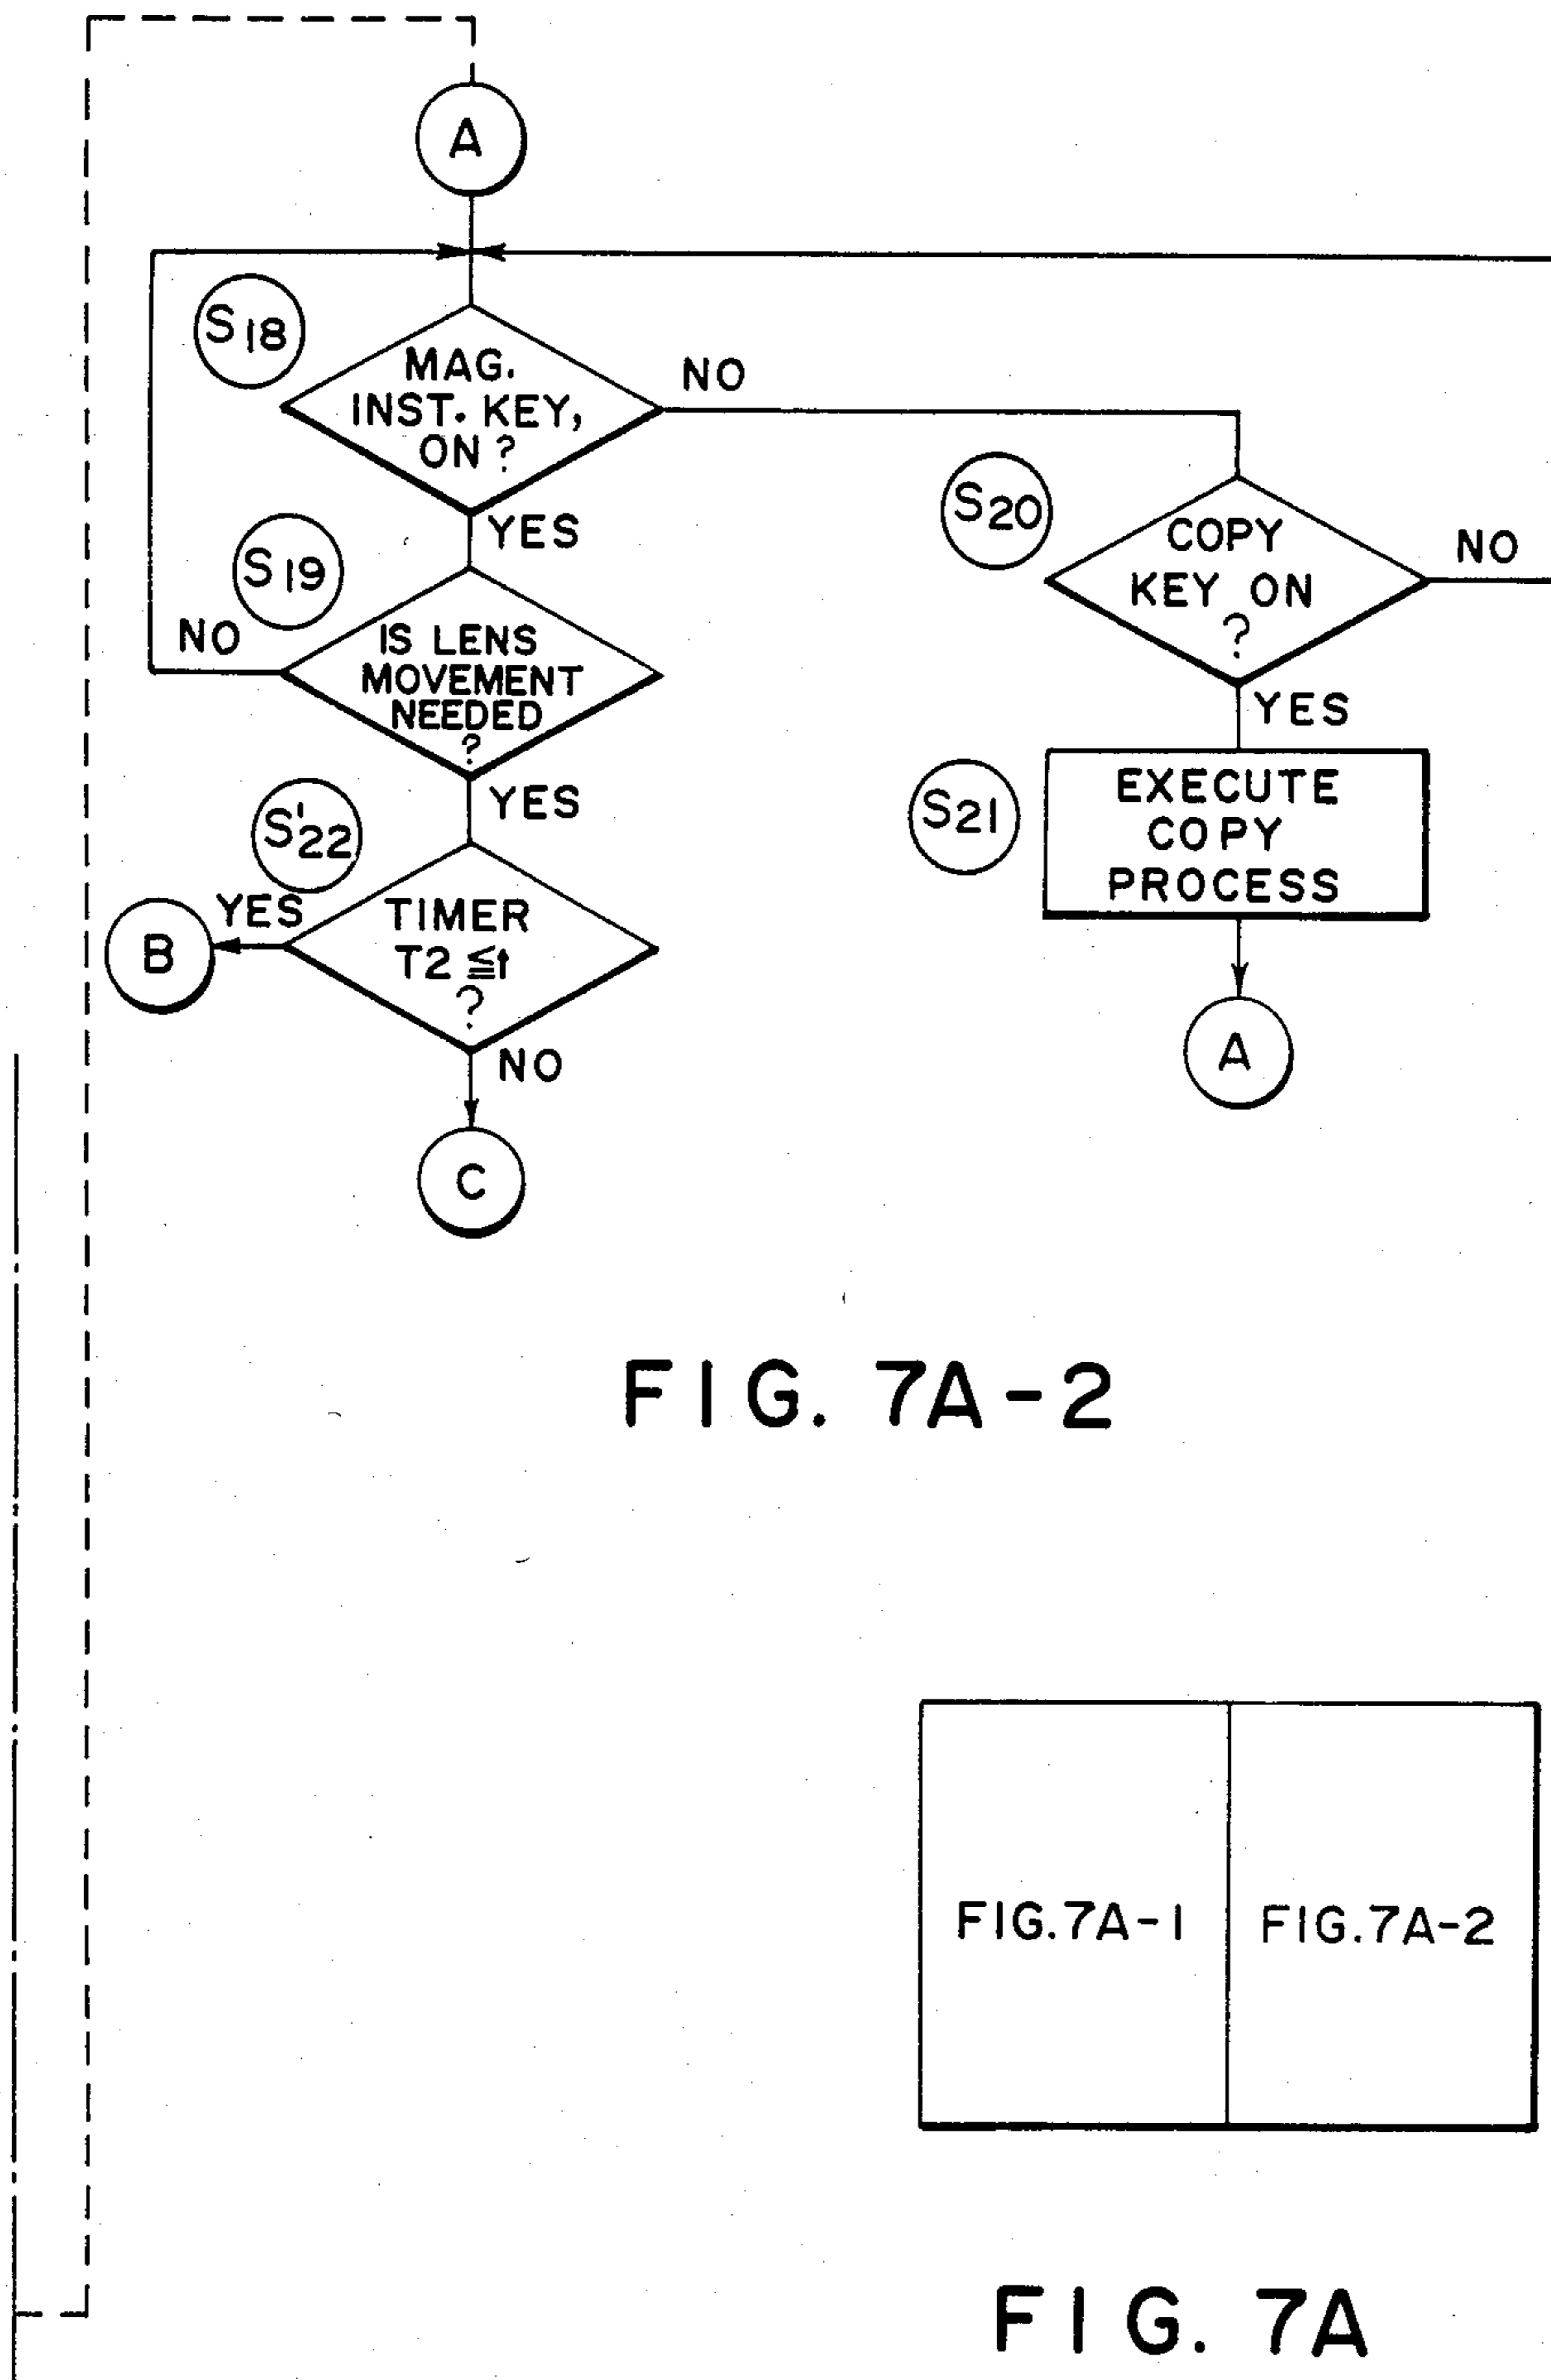 A
S18
MAG.
INST. KEY,
ON ?
NO
YES
S19
IS LENS
MOVEMENT
NEEDED
?
NO
YES
S'22
TIMER
T2 ≦t
?
YES
B
NO
C
S20
COPY
KEY ON
?
NO
YES
S21
EXECUTE
COPY
PROCESS
A
FIG. 7A-2
FIG.7A-1
FIG.7A-2
FIG. 7A